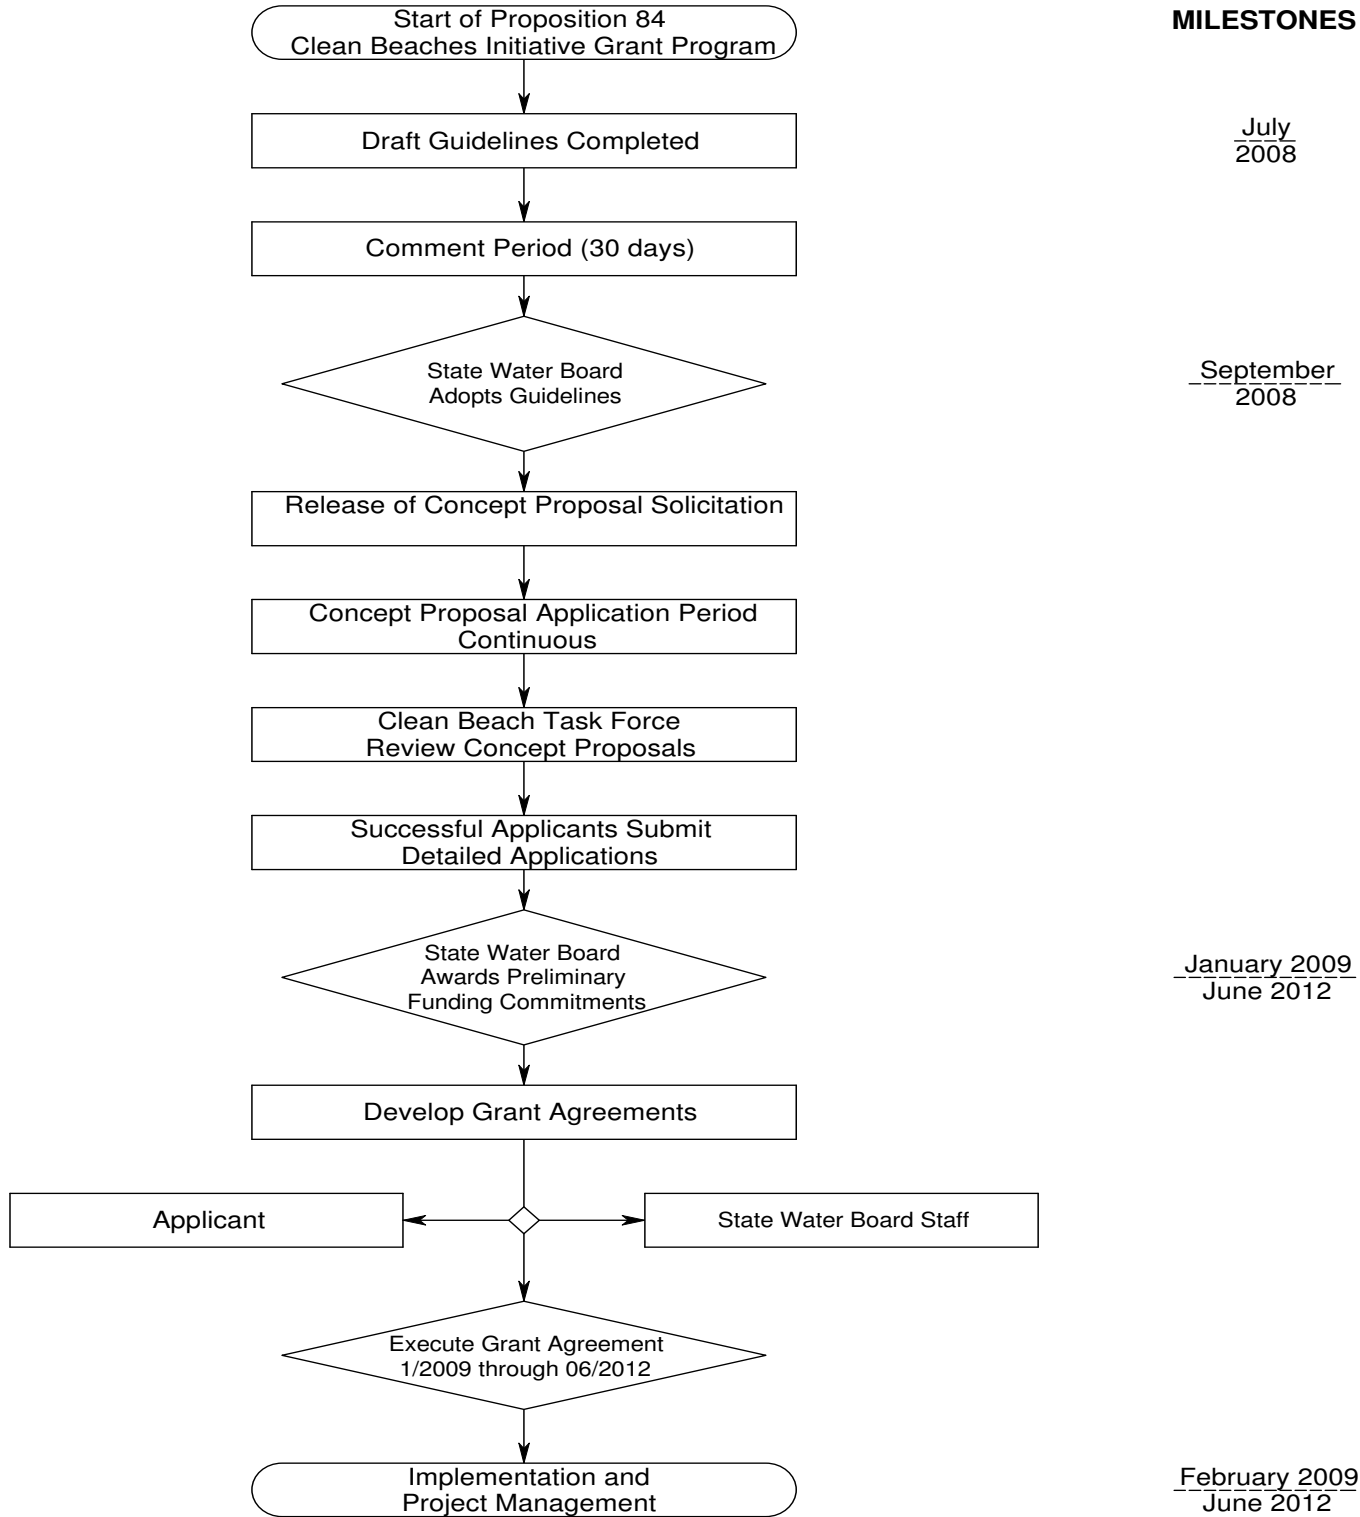 Start of Proposition 84
Clean Beaches Initiative Grant Program
MILESTONES
Draft Guidelines Completed
July
2008
Comment Period (30 days)
State Water Board
Adopts Guidelines
September
2008
Release of Concept Proposal Solicitation
Concept Proposal Application Period
Continuous
Clean Beach Task Force
Review Concept Proposals
Successful Applicants Submit
Detailed Applications
State Water Board
Awards Preliminary
Funding Commitments
January 2009
June 2012
Develop Grant Agreements
Applicant
State Water Board Staff
Execute Grant Agreement
1/2009 through 06/2012
Implementation and
Project Management
February 2009
June 2012